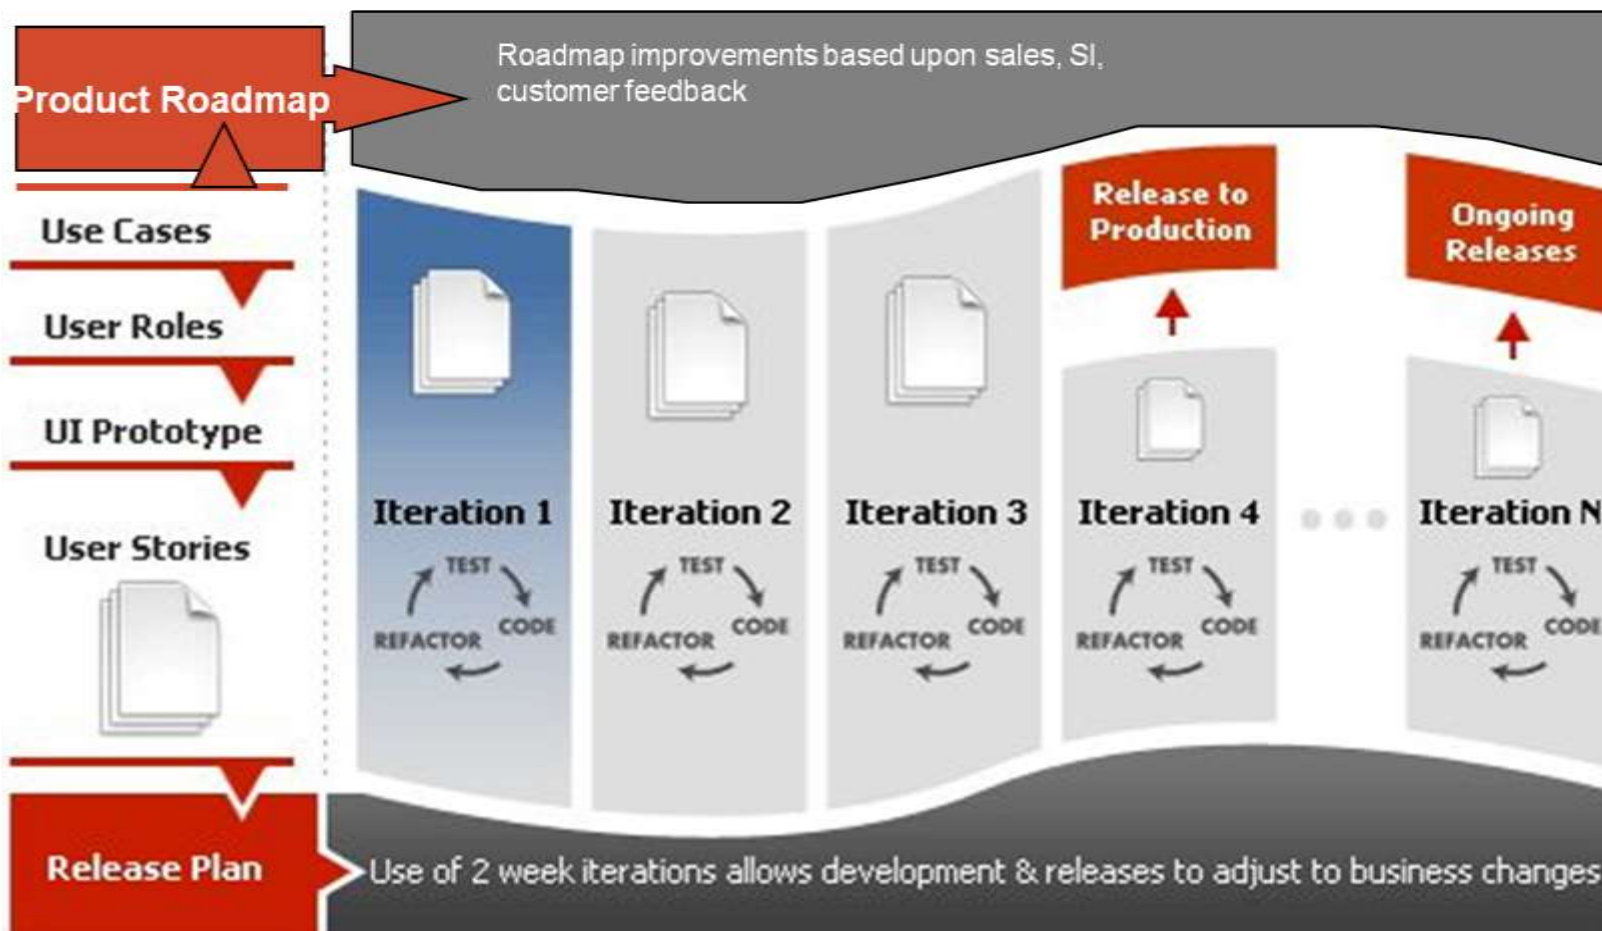 Product Roadmap
Roadmap improvements based upon sales, SI,
customer feedback
Use Cases
User Roles
UI Prototype
User Stories
Release Plan
Release to
Production
Ongoing
Releases
Iteration 1
TEST
CODE
REFACTOR
Iteration 2
TEST
CODE
REFACTOR
Iteration 3
TEST
CODE
REFACTOR
Iteration 4
TEST
CODE
REFACTOR
Iteration N
TEST
CODE
REFACTOR
Use of 2 week iterations allows development & releases to adjust to business changes